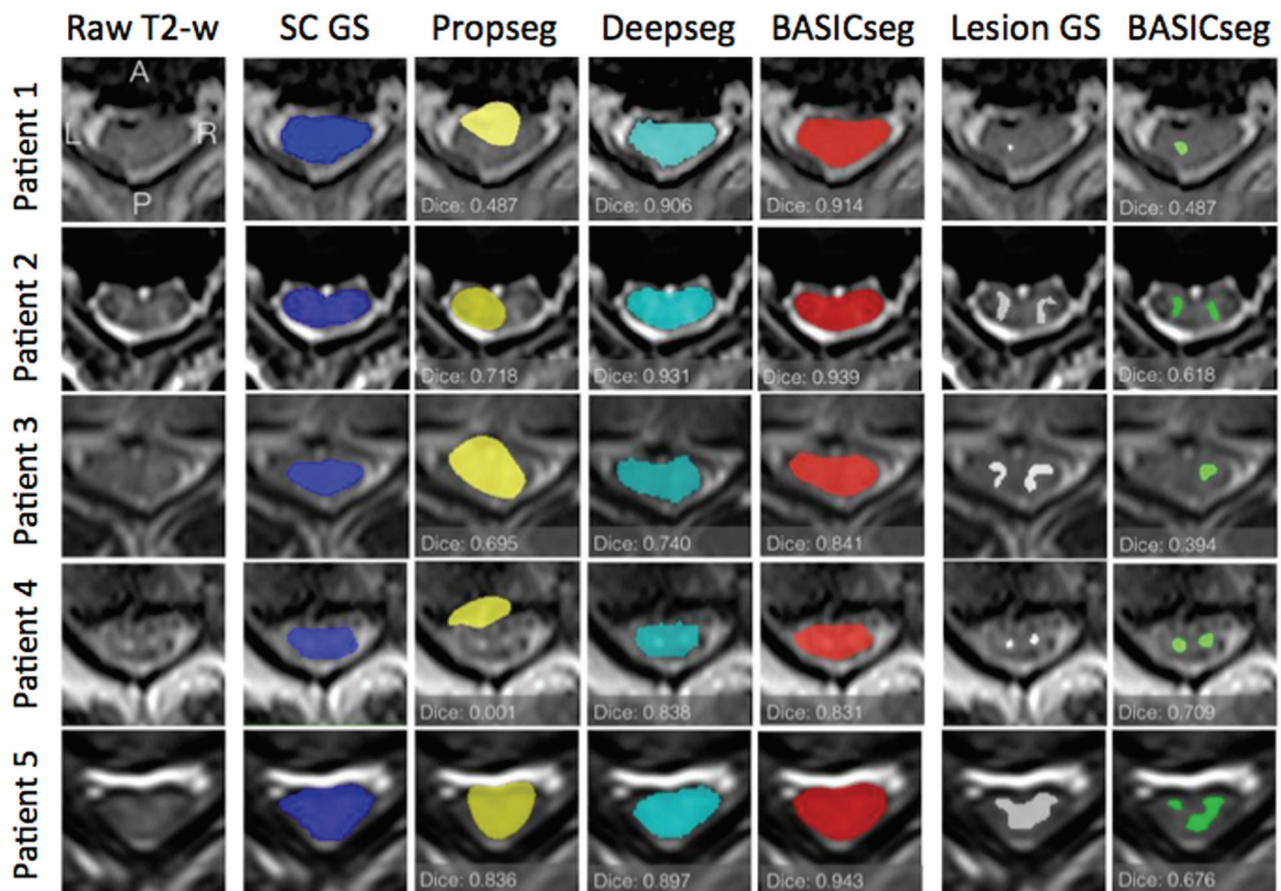 Raw T2-w SC GS Propseg Deepseg BASICseg Lesion GS BASICseg
Patient 1
A
L R
P
Dice: 0.487 Dice: 0.906 Dice: 0.914 Dice: 0.487
Patient 2
Dice: 0.718 Dice: 0.931 Dice: 0.939 Dice: 0.618
Patient 3
Dice: 0.695 Dice: 0.740 Dice: 0.841 Dice: 0.394
Patient 4
Dice: 0.001 Dice: 0.838 Dice: 0.831 Dice: 0.709
Patient 5
Dice: 0.836 Dice: 0.897 Dice: 0.943 Dice: 0.676